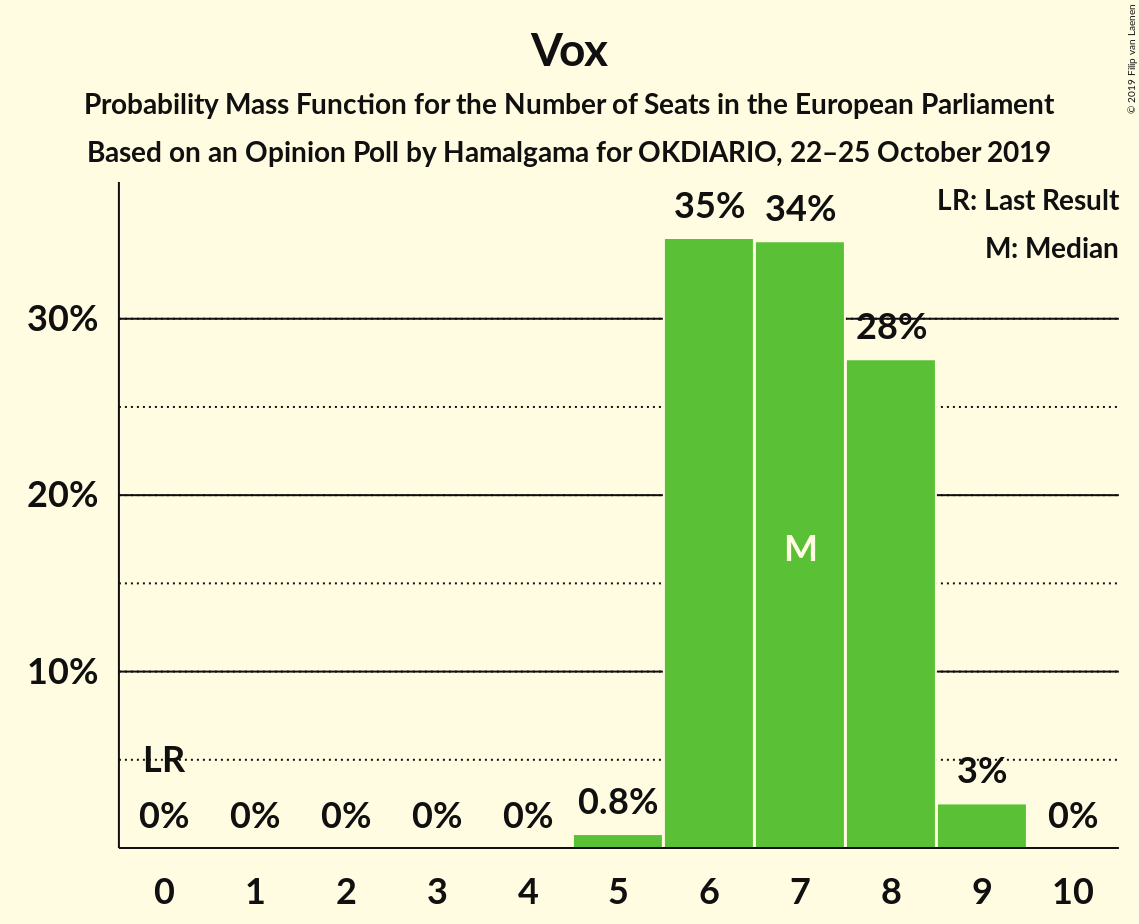 Vox
Probability Mass Function for the Number of Seats in the European Parliament
Based on an Opinion Poll by Hamalgama for OKDIARIO, 22–25 October 2019
© 2019 Filip van Laenen
LR: Last Result
M: Median
35% 34%
30%
28%
20%
M
10%
LR
3%
0.8%
0% 0% 0% 0% 0% 0%
0 1 2 3 4 5 6 7 8 9 10